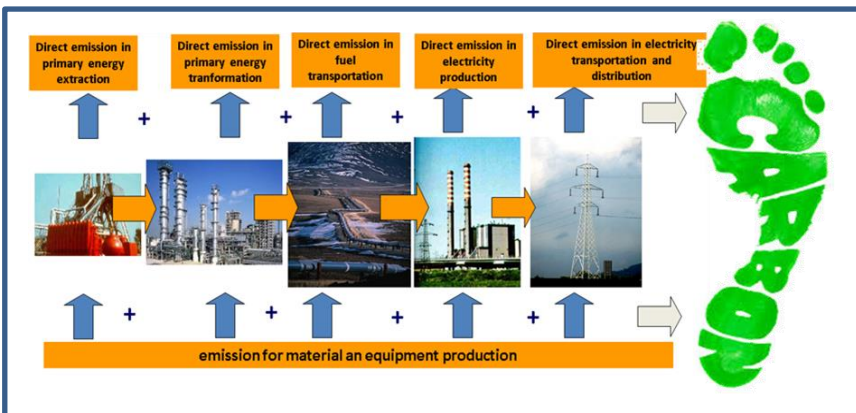 Direct emission in
primary energy
extraction
Direct emission in
primary energy
tranformation
Direct emission in
fuel
transportation
Direct emission in
electricity
production
Direct emission in electricity
transportation and
distribution
+
+
+
+
+
+
+
+
emission for material an equipment production
CARBON